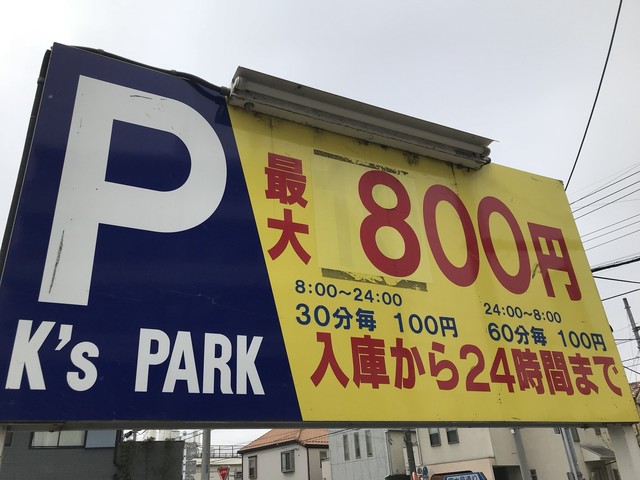 P
K's PARK
最大 800円
8:00～24:00
30分毎 100円
24:00～8:00
60分毎 100円
入庫から24時間まで